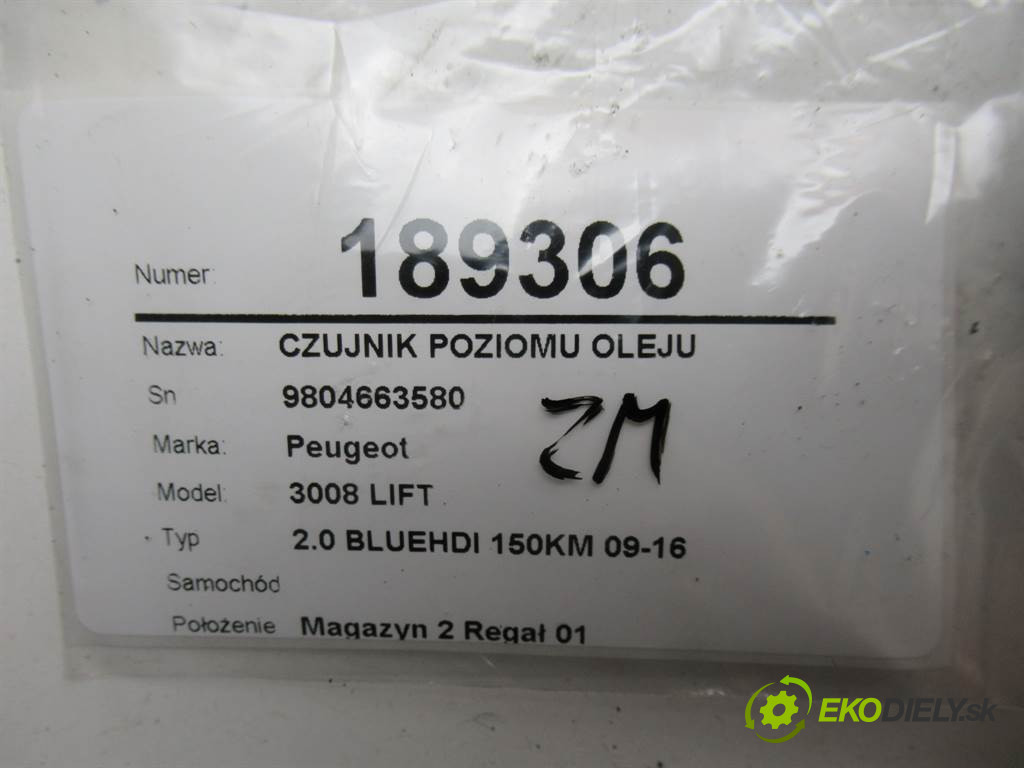 Numer: 189306
Nazwa: CZUJNIK POZIOMU OLEJU
Sn 9804663580
ZM
Marka: Peugeot
Model: 3008 LIFT
Typ 2.0 BLUEHDI 150KM 09-16
Samochód
Położenie Magazyn 2 Regał 01
EKODIELY.sk